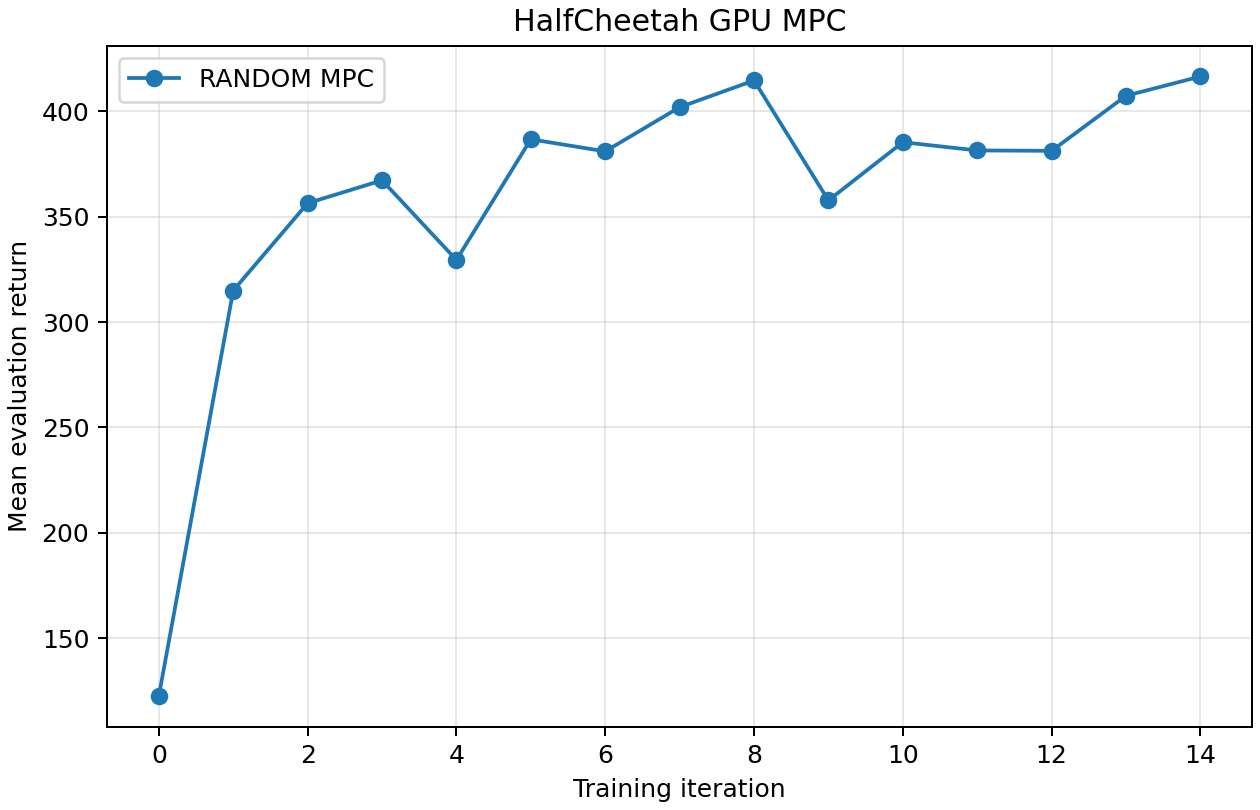 HalfCheetah GPU MPC
RANDOM MPC
Mean evaluation return
400
350
300
250
200
150
0 2 4 6 8 10 12 14
Training iteration